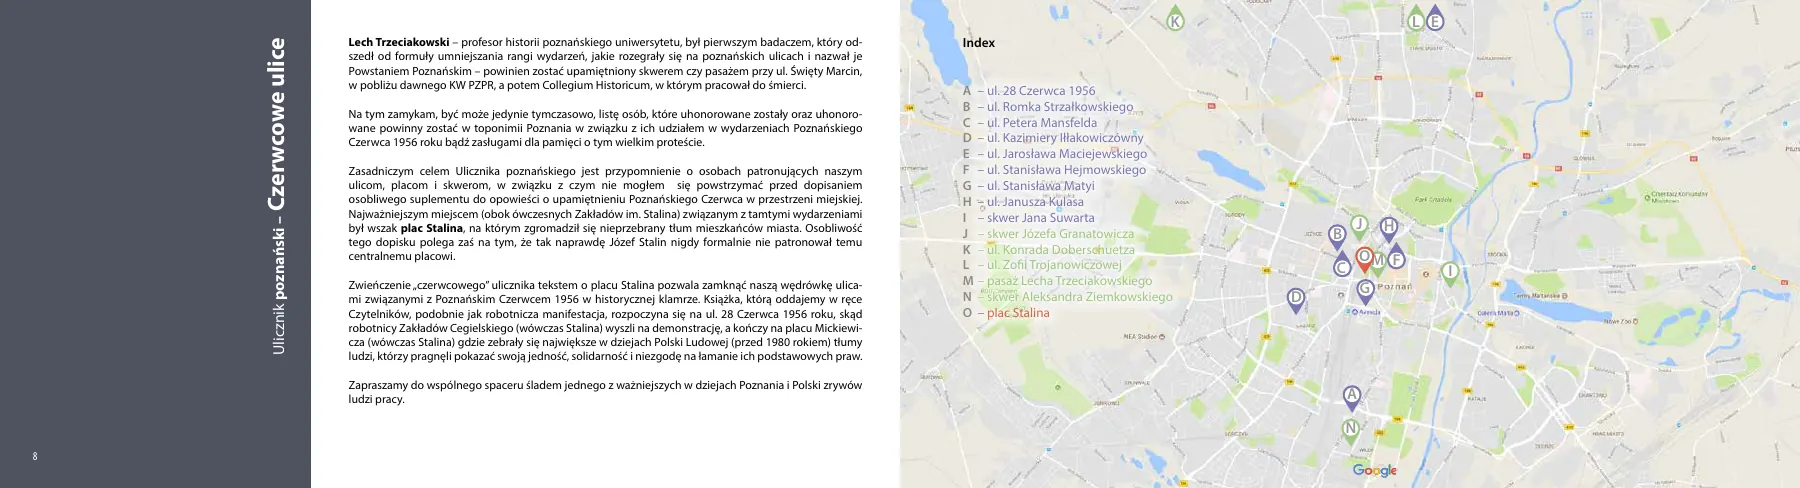 Ulicznik poznański – Czerwcowe ulice
8
Lech Trzeciakowski – profesor historii poznańskiego uniwersytetu, był pierwszym badaczem, który od-
szedł od formuły umniejszania rangi wydarzeń, jakie rozegrały się na poznańskich ulicach i nazwał je
Powstaniem Poznańskim – powinien zostać upamiętniony skwerem czy pasażem przy ul. Święty Marcin,
w pobliżu dawnego KW PZPR, a potem Collegium Historicum, w którym pracował do śmierci.
Na tym zamykam, być może jedynie tymczasowo, listę osób, które uhonorowane zostały oraz uhonoro-
wane powinny zostać w toponimii Poznania w związku z ich udziałem w wydarzeniach Poznańskiego
Czerwca 1956 roku bądź zasługami dla pamięci o tym wielkim proteście.
Zasadniczym celem Ulicznika poznańskiego jest przypomnienie o osobach patronujących naszym
ulicom, placom i skwerom, w związku z czym nie mogłem się powstrzymać przed dopisaniem
osobliwego suplementu do opowieści o upamiętnieniu Poznańskiego Czerwca w przestrzeni miejskiej.
Najważniejszym miejscem (obok ówczesnych Zakładów im. Stalina) związanym z tamtymi wydarzeniami
był wszak plac Stalina, na którym zgromadził się nieprzebrany tłum mieszkańców miasta. Osobliwość
tego dopisku polega zaś na tym, że tak naprawdę Józef Stalin nigdy formalnie nie patronował temu
centralnemu placowi.
Zwieńczenie „czerwcowego” ulicznika tekstem o placu Stalina pozwala zamknąć naszą wędrówkę ulica-
mi związanymi z Poznańskim Czerwcem 1956 w historycznej klamrze. Książka, którą oddajemy w ręce
Czytelników, podobnie jak robotnicza manifestacja, rozpoczyna się na ul. 28 Czerwca 1956 roku, skąd
robotnicy Zakładów Cegielskiego (wówczas Stalina) wyszli na demonstrację, a kończy na placu Mickiewi-
cza (wówczas Stalina) gdzie zebrały się największe w dziejach Polski Ludowej (przed 1980 rokiem) tłumy
ludzi, którzy pragnęli pokazać swoją jedność, solidarność i niezgodę na łamanie ich podstawowych praw.
Zapraszamy do wspólnego spaceru śladem jednego z ważniejszych w dziejach Poznania i Polski zrywów
ludzi pracy.
Index
A – ul. 28 Czerwca 1956
B – ul. Romka Strzałkowskiego
C – ul. Petera Mansfelda
D – ul. Kazimiery Iłłakowiczówny
E – ul. Jarosława Maciejewskiego
F – ul. Stanisława Hejmowskiego
G – ul. Stanisława Matyi
H – ul. Janusza Kulasa
I – skwer Jana Suwarta
J – skwer Józefa Granatowicza
K – ul. Konrada Doberschuetza
L – ul. Zofii Trojanowiczowej
M – pasaż Lecha Trzeciakowskiego
N – skwer Aleksandra Ziemkowskiego
O – plac Stalina
K
L E
Park Cytadela
J
B H
O M F
C
I
Poznań
G
D
Avenida
Galeria Malta
MEA Studio
A
N
RATAJE
Google